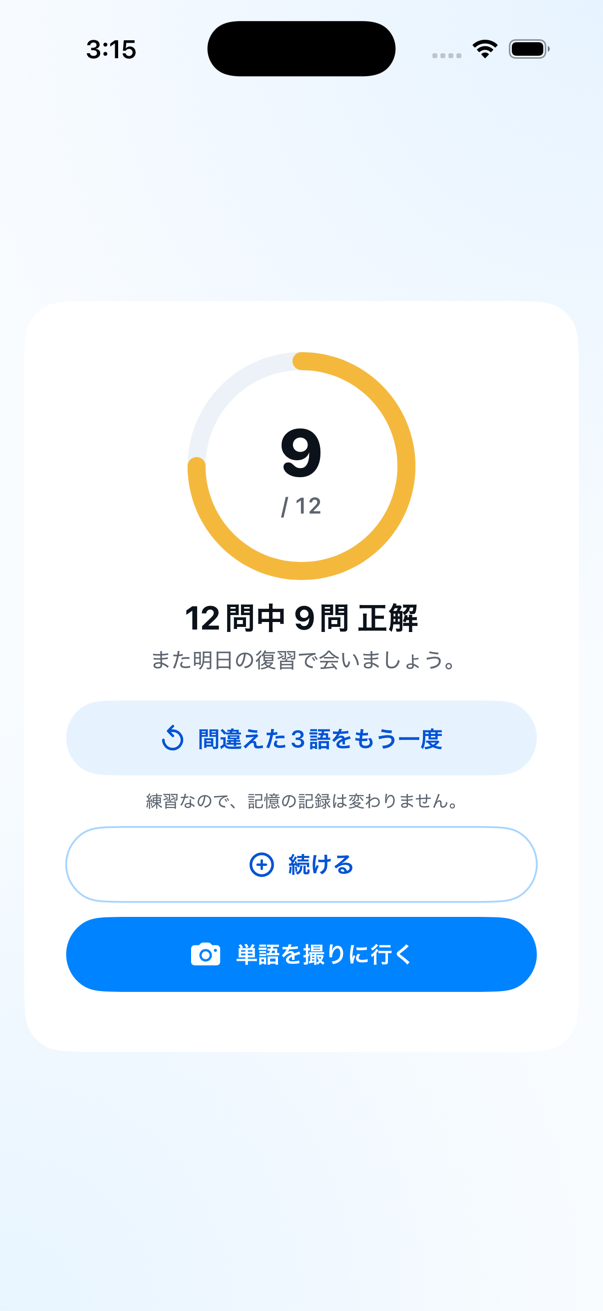 3:15
9
/ 12
12問中 9問 正解
また明日の復習で会いましょう。
間違えた3語をもう一度
練習なので、記憶の記録は変わりません。
続ける
単語を撮りに行く